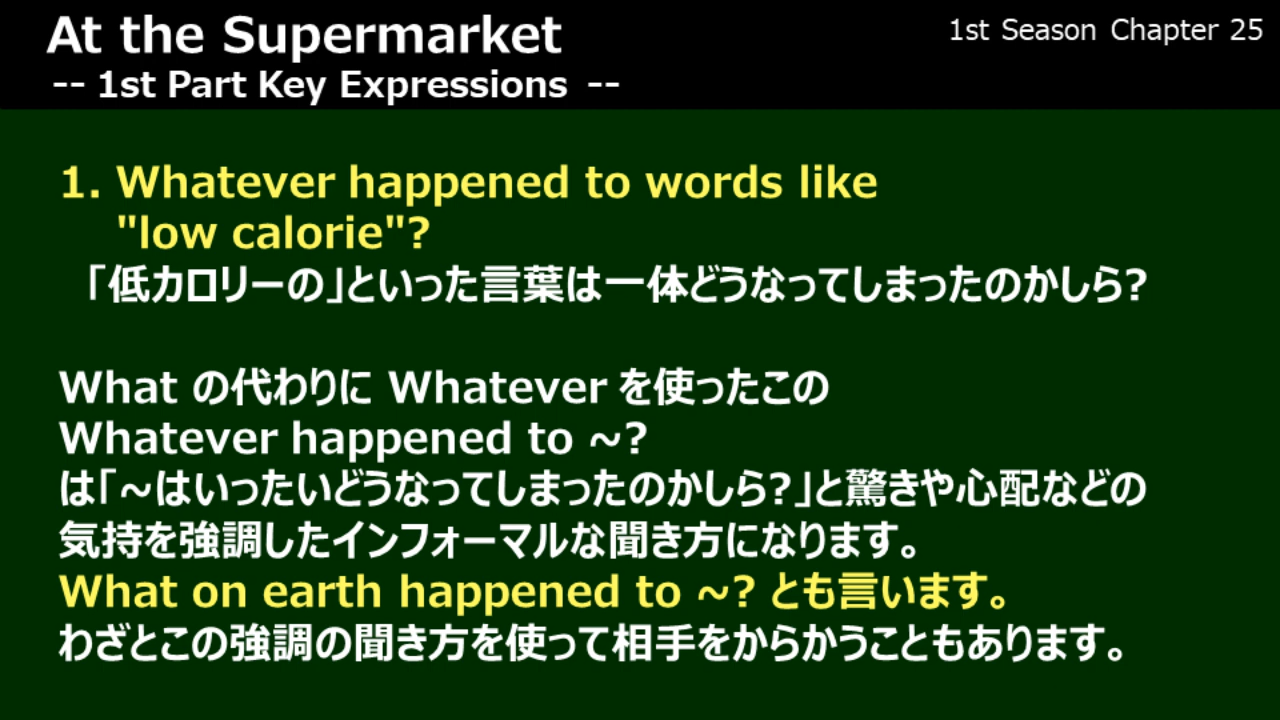 At the Supermarket
1st Season Chapter 25
-- 1st Part Key Expressions --
1. Whatever happened to words like
"low calorie"?
「低カロリーの」といった言葉は一体どうなってしまったのかしら?
What の代わりに Whatever を使ったこの
Whatever happened to ~?
は「~はいったいどうなってしまったのかしら?」と驚きや心配などの
気持を強調したインフォーマルな聞き方になります。
What on earth happened to ~? とも言います。
わざとこの強調の聞き方を使って相手をからかうこともあります。